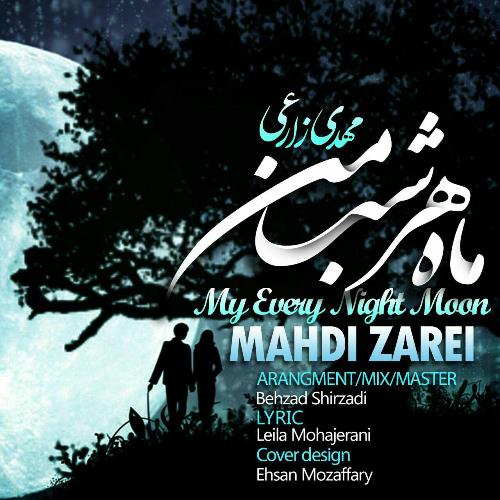 مهدی زارعی
ماه هر شب من
My Every Night Moon
MAHDI ZAREI
ARANGMENT/MIX/MASTER
Behzad Shirzadi
LYRIC
Leila Mohajerani
Cover design
Ehsan Mozaffary